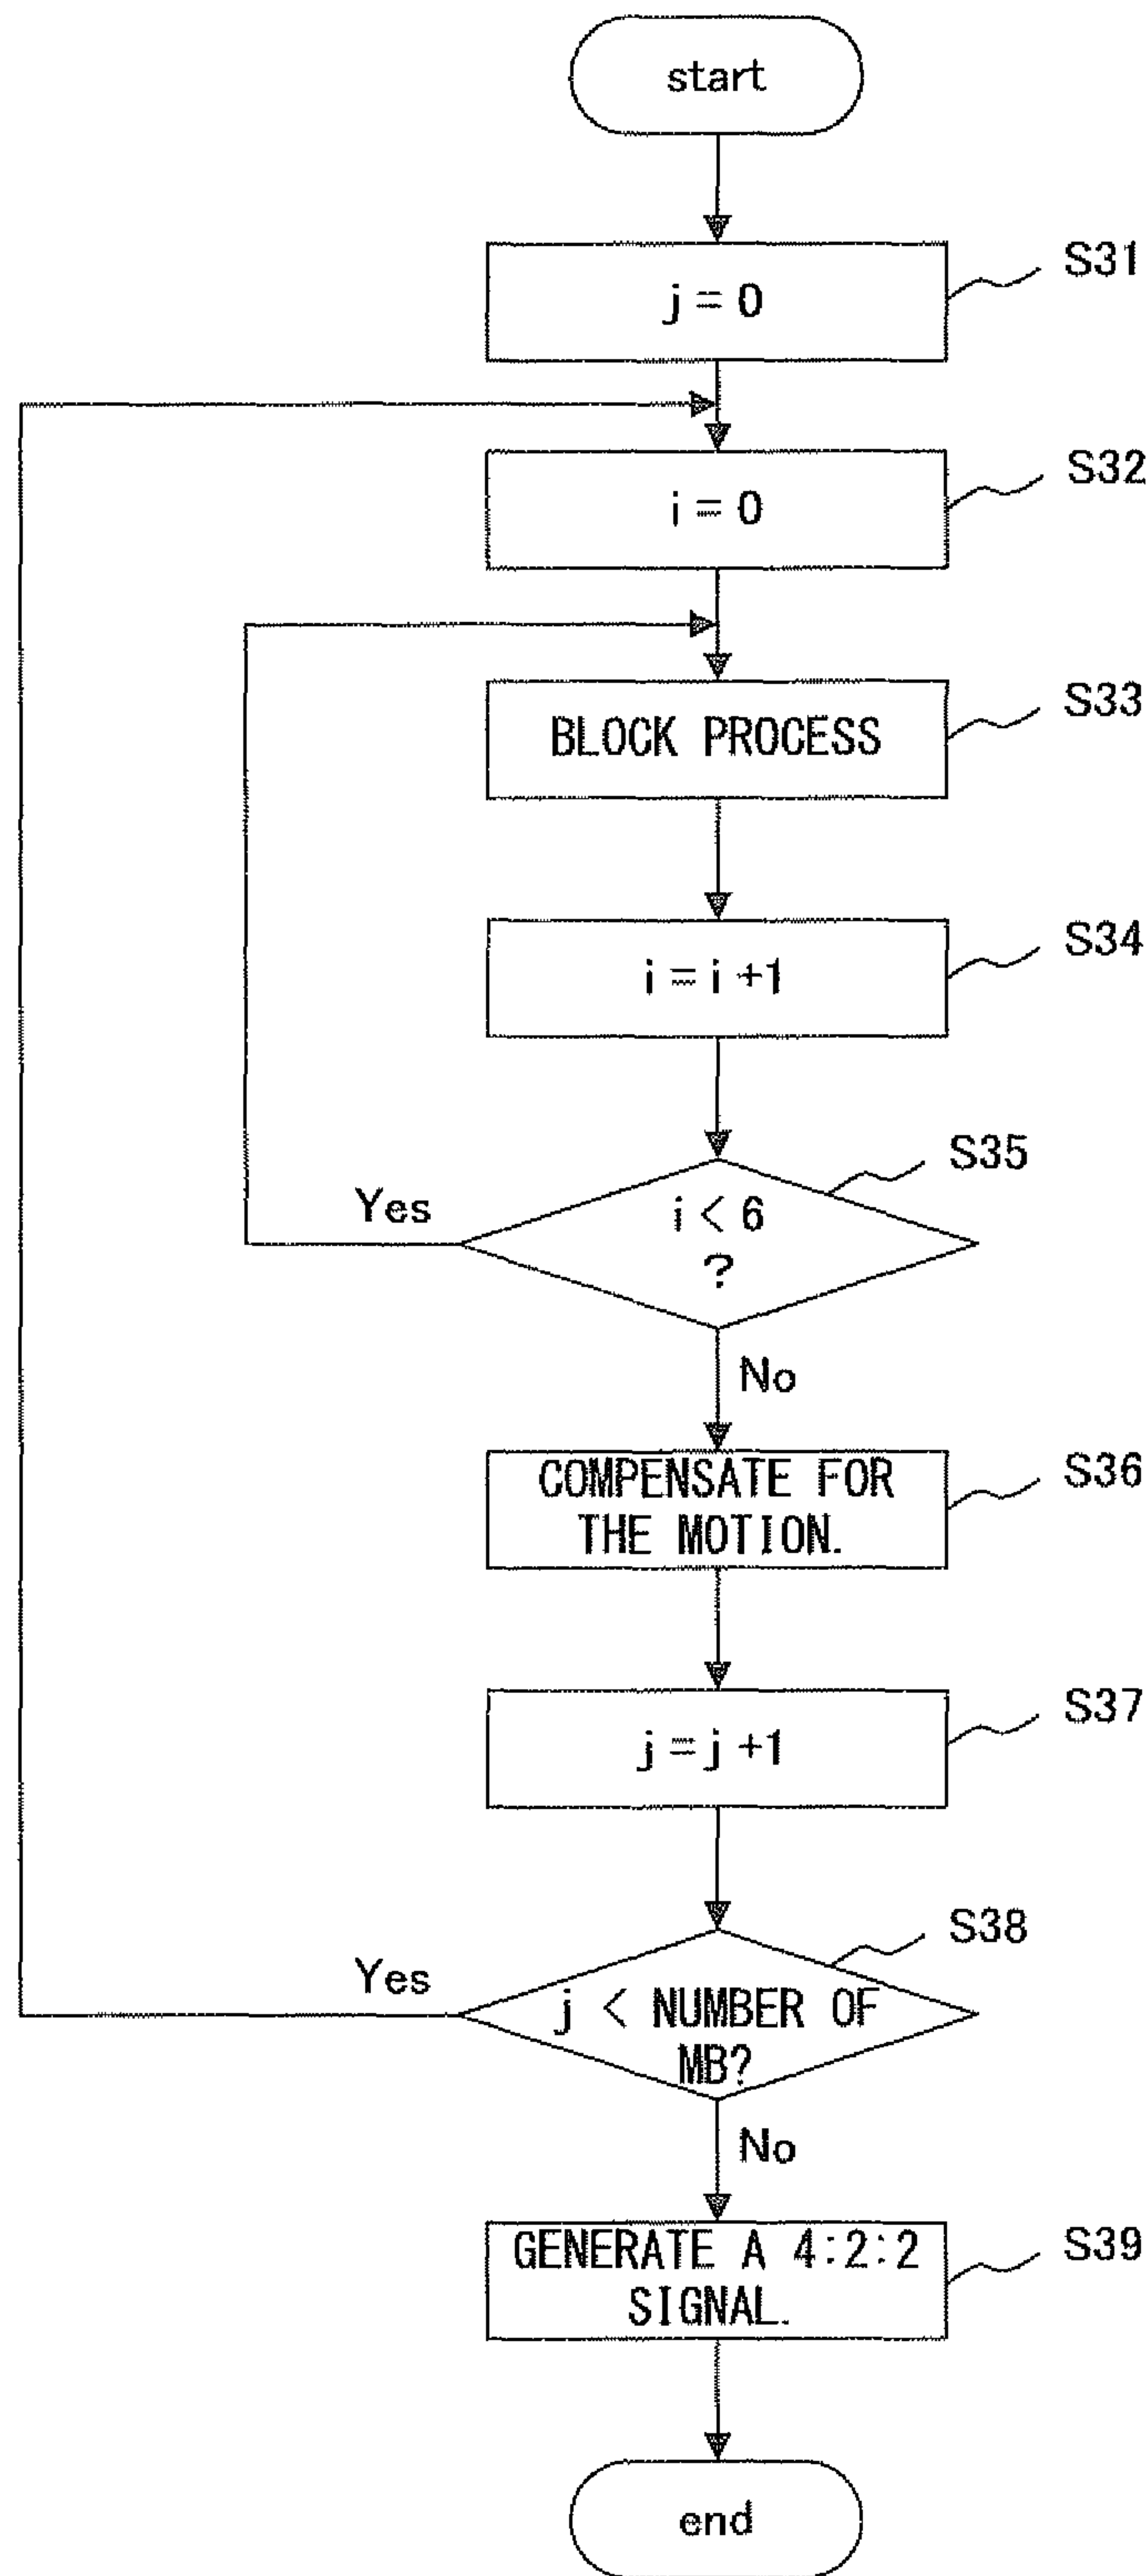 start
S31
j = 0
S32
i = 0
S33
BLOCK PROCESS
S34
i = i +1
S35
Yes
i < 6
?
No
S36
COMPENSATE FOR
THE MOTION.
S37
j = j +1
S38
Yes
j < NUMBER OF
MB?
No
S39
GENERATE A 4:2:2
SIGNAL.
end